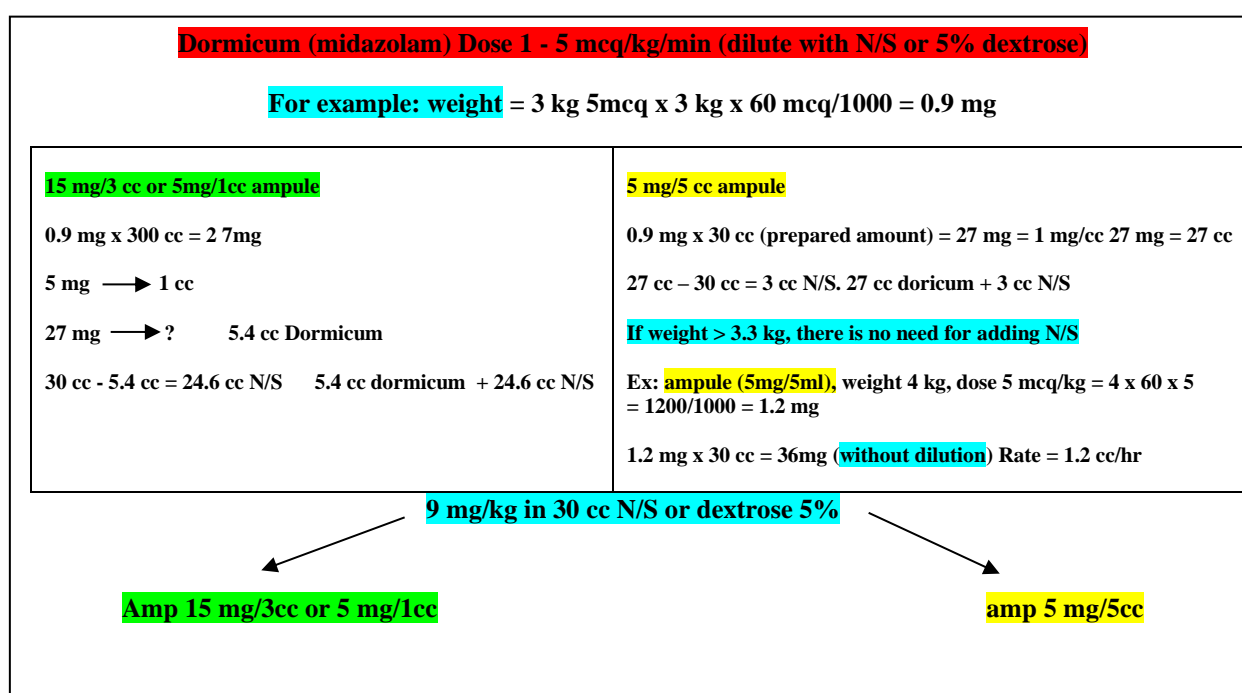 Dormicum (midazolam) Dose 1 - 5 mcq/kg/min (dilute with N/S or 5% dextrose)
For example: weight = 3 kg 5mcq x 3 kg x 60 mcq/1000 = 0.9 mg
15 mg/3 cc or 5mg/1cc ampule
0.9 mg x 300 cc = 2 7mg
5 mg → 1 cc
27 mg → ? 5.4 cc Dormicum
30 cc - 5.4 cc = 24.6 cc N/S 5.4 cc dormicum + 24.6 cc N/S
5 mg/5 cc ampule
0.9 mg x 30 cc (prepared amount) = 27 mg = 1 mg/cc 27 mg = 27 cc
27 cc – 30 cc = 3 cc N/S. 27 cc doricum + 3 cc N/S
If weight > 3.3 kg, there is no need for adding N/S
Ex: ampule (5mg/5ml), weight 4 kg, dose 5 mcq/kg = 4 x 60 x 5
= 1200/1000 = 1.2 mg
1.2 mg x 30 cc = 36mg (without dilution) Rate = 1.2 cc/hr
9 mg/kg in 30 cc N/S or dextrose 5%
Amp 15 mg/3cc or 5 mg/1cc
amp 5 mg/5cc